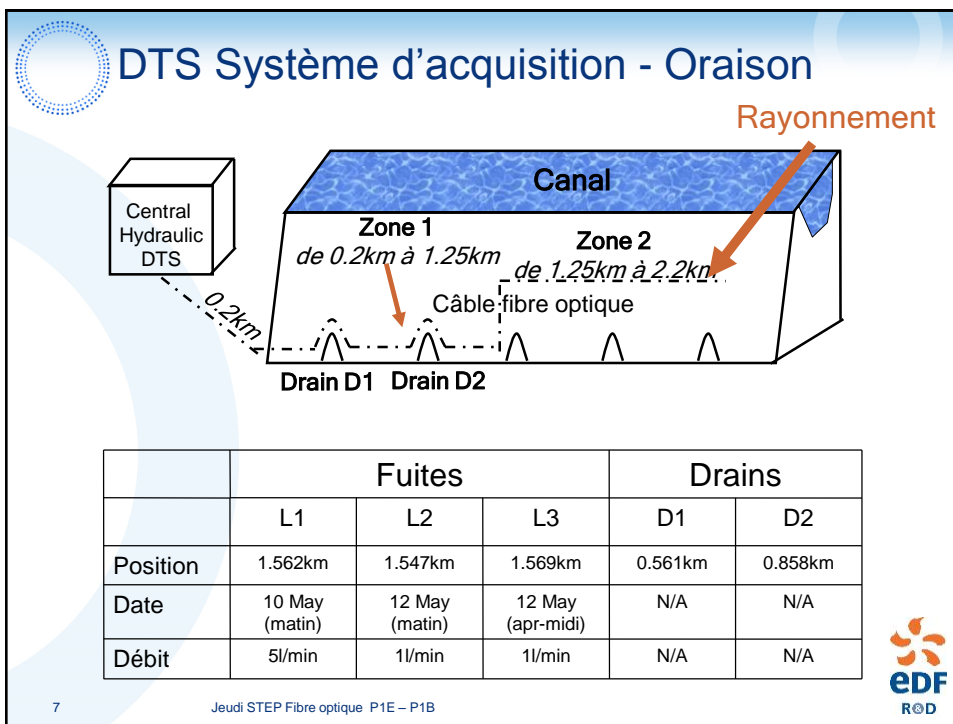 DTS Système d'acquisition - Oraison
Rayonnement
Canal
Central
Hydraulic
DTS
Zone 1
de 0.2km à 1.25km
Zone 2
de 1.25km à 2.2km
0.2km
Câble fibre optique
Drain D1 Drain D2
Fuites Drains
L1 L2 L3 D1 D2
Position 1.562km 1.547km 1.569km 0.561km 0.858km
Date 10 May (matin) 12 May (matin) 12 May (apr-midi) N/A N/A
Débit 5l/min 1l/min 1l/min N/A N/A
7 Jeudi STEP Fibre optique P1E – P1B
eDF
R&D